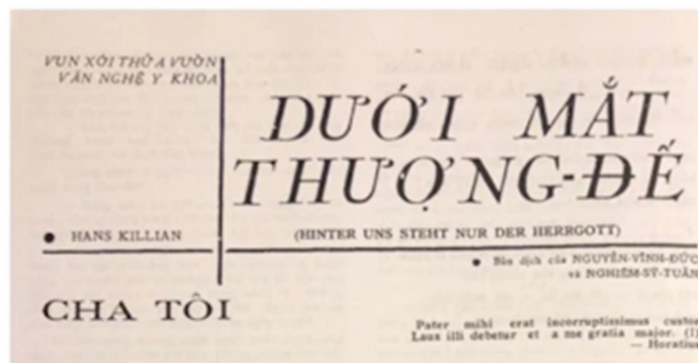 VUN XỚI THỬA VƯỜN
VĂN NGHỆ Y KHOA
DƯỚI MẮT
THƯỢNG-ĐẾ
● HANS KILLIAN
(HINTER UNS STEHT NUR DER HERRGOTT)
● Bản dịch của NGUYỄN-VĨNH-ĐỨC
và NGHIÊM-SỸ-TUẤN
CHA TÔI
Pater mihi erat incorruptissimus custos
Laus illi debetur et a me gratia major. (1)
— Horatius